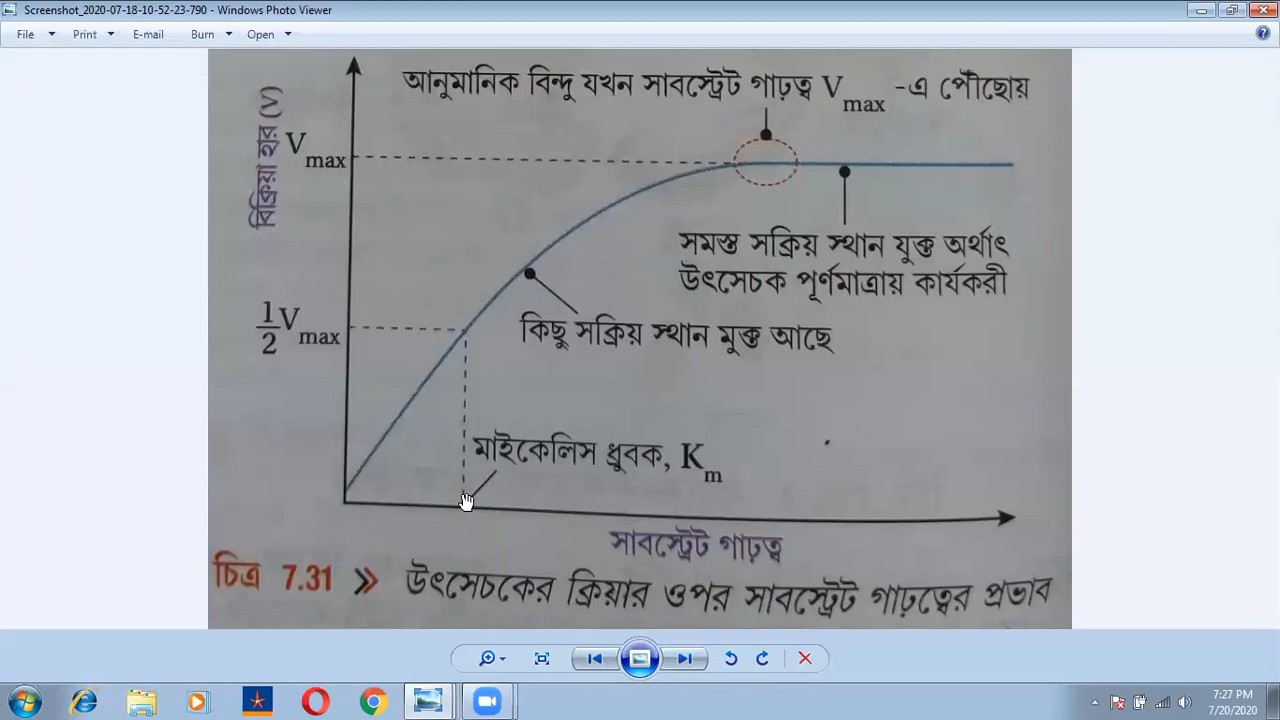 Screenshot_2020-07-18-10-52-23-790 - Windows Photo Viewer
File Print E-mail Burn Open
আনুমানিক বিন্দু যখন সাবস্ট্রেট গাঢ়ত্ব Vmax -এ পৌঁছোয়
বিক্রিয়া হার (V)
Vmax
সমস্ত সক্রিয় স্থান যুক্ত অর্থাৎ
উৎসেচক পূর্ণমাত্রায় কার্যকরী
1/2 Vmax
কিছু সক্রিয় স্থান মুক্ত আছে
মাইকেলিস ধ্রুবক, Km
সাবস্ট্রেট গাঢ়ত্ব
চিত্র 7.31 » উৎসেচকের ক্রিয়ার ওপর সাবস্ট্রেট গাঢ়ত্বের প্রভাব
7:27 PM
7/20/2020